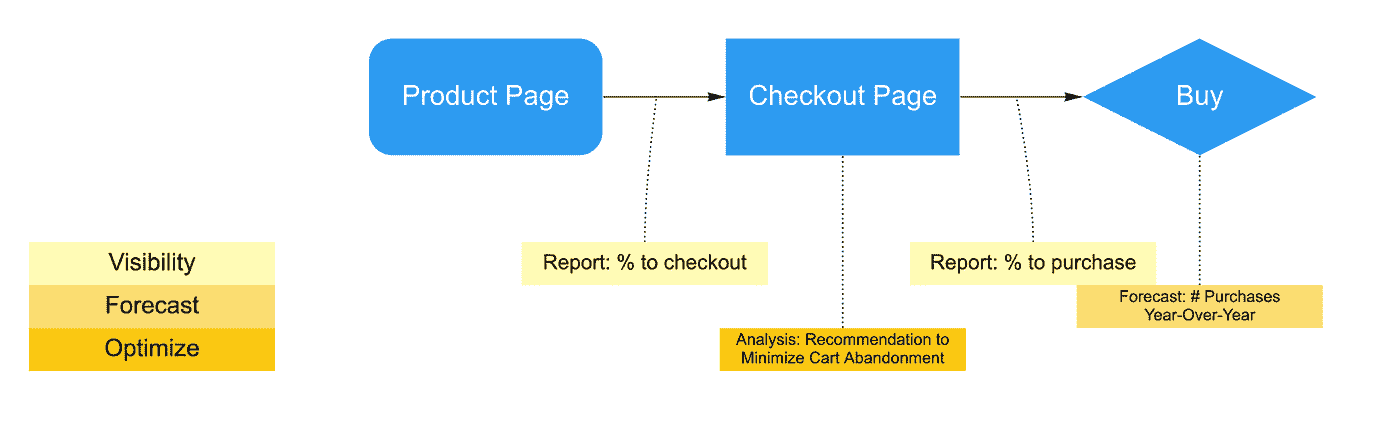 Product Page
Checkout Page
Buy
Visibility
Forecast
Optimize
Report: % to checkout
Report: % to purchase
Forecast: # Purchases
Year-Over-Year
Analysis: Recommendation to
Minimize Cart Abandonment